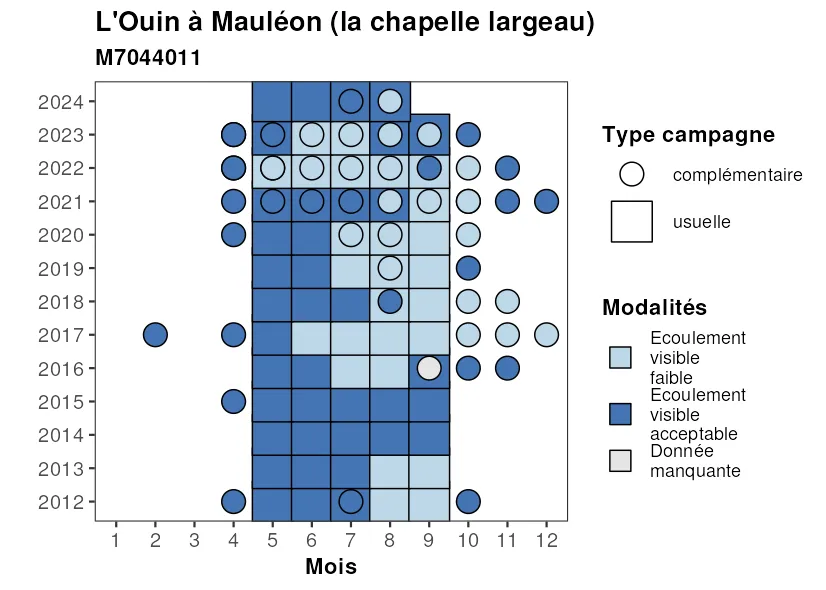 L'Ouin à Mauléon (la chapelle largeau)
M7044011
2024
2023
2022
2021
2020
2019
2018
2017
2016
2015
2014
2013
2012
1 2 3 4 5 6 7 8 9 10 11 12
Mois
Type campagne
complémentaire
usuelle
Modalités
Ecoulement
visible
faible
Ecoulement
visible
acceptable
Donnée
manquante